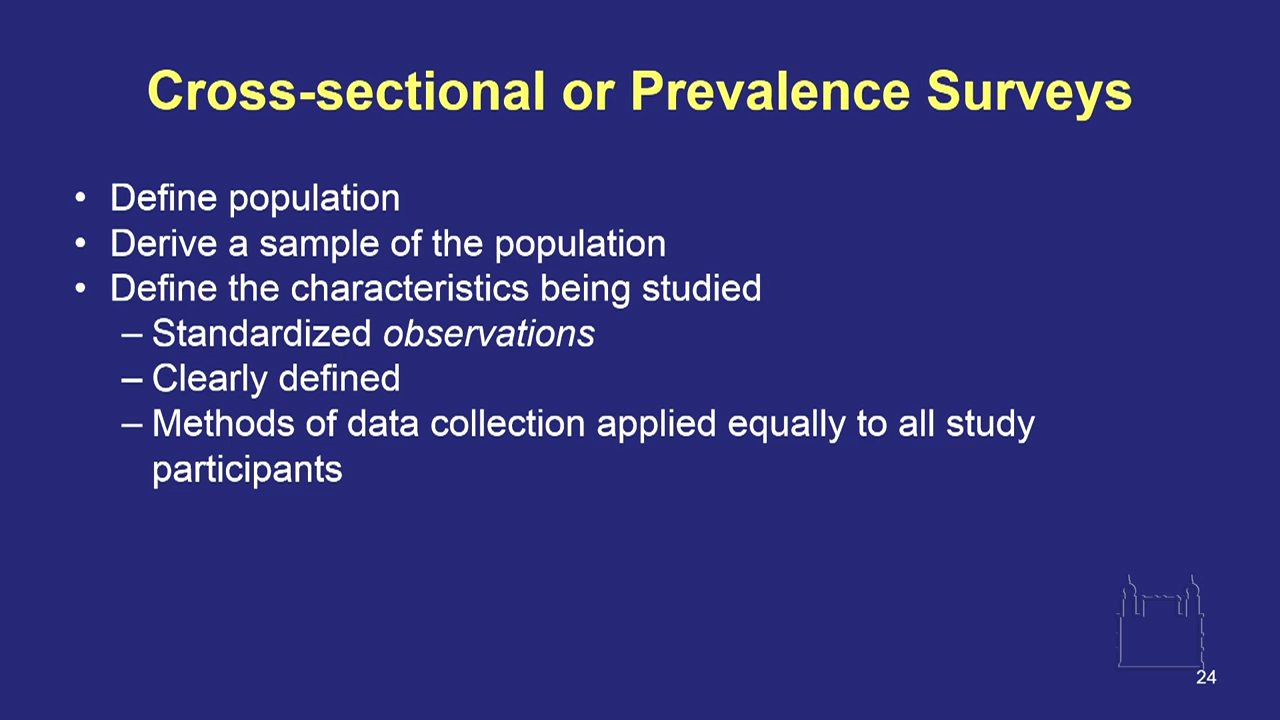 Cross-sectional or Prevalence Surveys
• Define population
• Derive a sample of the population
• Define the characteristics being studied
– Standardized observations
– Clearly defined
– Methods of data collection applied equally to all study
participants
24